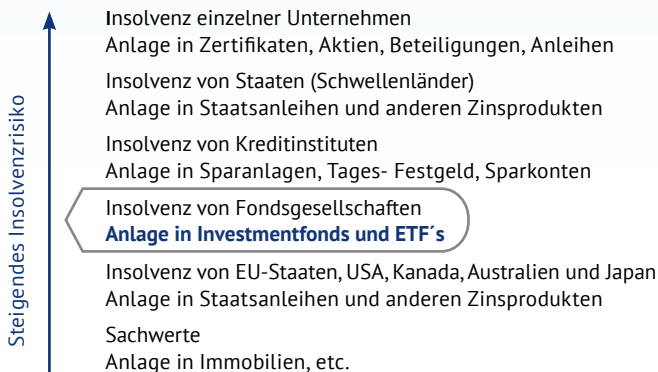 Steigendes Insolvenzrisiko
Insolvenz einzelner Unternehmen
Anlage in Zertifikaten, Aktien, Beteiligungen, Anleihen
Insolvenz von Staaten (Schwellenländer)
Anlage in Staatsanleihen und anderen Zinsprodukten
Insolvenz von Kreditinstituten
Anlage in Sparanlagen, Tages- Festgeld, Sparkonten
Insolvenz von Fondsgesellschaften
Anlage in Investmentfonds und ETF´s
Insolvenz von EU-Staaten, USA, Kanada, Australien und Japan
Anlage in Staatsanleihen und anderen Zinsprodukten
Sachwerte
Anlage in Immobilien, etc.